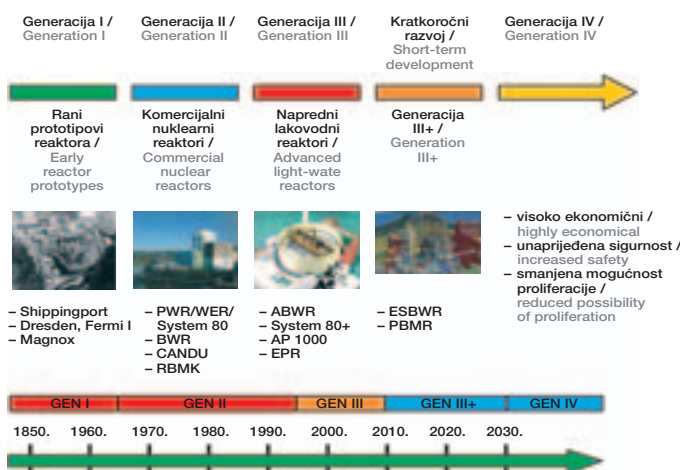 Generacija I /
Generation I
Generacija II /
Generation II
Generacija III /
Generation III
Kratkoročni
razvoj /
Short-term
development
Generacija IV /
Generation IV
Rani
prototipovi
reaktora /
Early
reactor
prototypes
Komercijalni
nuklearni
reaktori /
Commercial
nuclear
reactors
Napredni
lakovodni
reaktori /
Advanced
light-wate
reactors
Generacija
III+ /
Generation
III+
– visoko ekonomični /
highly economical
– unaprijeđena sigurnost /
increased safety
– smanjena mogućnost
proliferacije /
reduced possibility
of proliferation
– Shippingport
– Dresden, Fermi I
– Magnox
– PWR/WER/
System 80
– BWR
– CANDU
– RBMK
– ABWR
– System 80+
– AP 1000
– EPR
– ESBWR
– PBMR
GEN I GEN II GEN III GEN III+ GEN IV
1850. 1960. 1970. 1980. 1990. 2000. 2010. 2020. 2030.